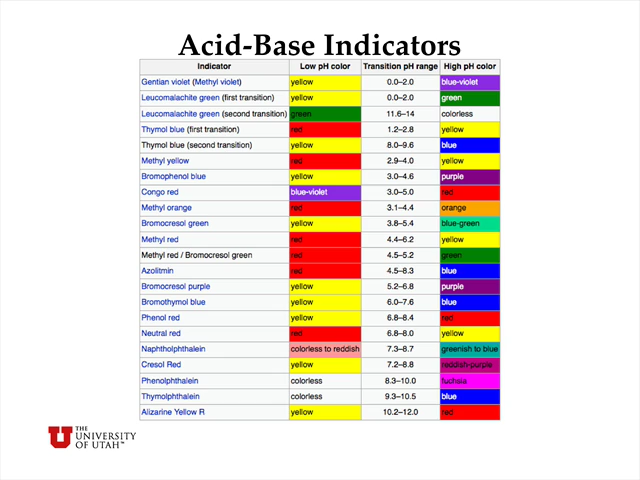 Acid-Base Indicators
Indicator Low pH color Transition pH range High pH color
Gentian violet (Methyl violet) yellow 0.0–2.0 blue-violet
Leucomalachite green (first transition) yellow 0.0–2.0 green
Leucomalachite green (second transition) green 11.6–14 colorless
Thymol blue (first transition) red 1.2–2.8 yellow
Thymol blue (second transition) yellow 8.0–9.6 blue
Methyl yellow red 2.9–4.0 yellow
Bromophenol blue yellow 3.0–4.6 purple
Congo red blue-violet 3.0–5.0 red
Methyl orange red 3.1–4.4 orange
Bromocresol green yellow 3.8–5.4 blue-green
Methyl red red 4.4–6.2 yellow
Methyl red / Bromocresol green red 4.5–5.2 green
Azolitmin red 4.5–8.3 blue
Bromocresol purple yellow 5.2–6.8 purple
Bromothymol blue yellow 6.0–7.6 blue
Phenol red yellow 6.8–8.4 red
Neutral red red 6.8–8.0 yellow
Naphtholphthalein colorless to reddish 7.3–8.7 greenish to blue
Cresol Red yellow 7.2–8.8 reddish-purple
Phenolphthalein colorless 8.3–10.0 fuchsia
Thymolphthalein colorless 9.3–10.5 blue
Alizarine Yellow R yellow 10.2–12.0 red
THE
UNIVERSITY
OF UTAH™